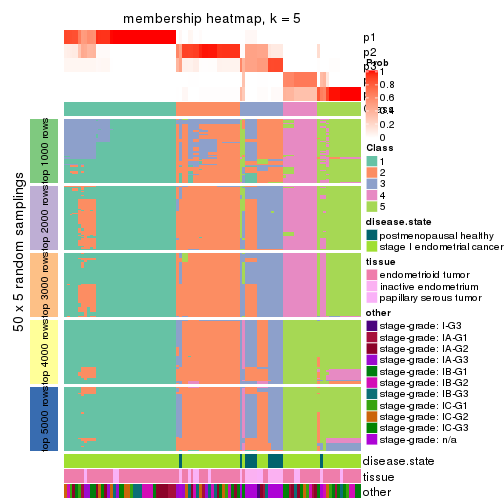 membership heatmap, k = 5
p1
p2
p3
Prob
1
0.8
0.6
0.4
0.2
0
Class
1
2
3
4
5
disease.state
postmenopausal healthy
stage I endometrial cancer
tissue
endometrioid tumor
inactive endometrium
papillary serous tumor
other
stage-grade: I-G3
stage-grade: IA-G1
stage-grade: IA-G2
stage-grade: IA-G3
stage-grade: IB-G1
stage-grade: IB-G2
stage-grade: IB-G3
stage-grade: IC-G1
stage-grade: IC-G2
stage-grade: IC-G3
stage-grade: n/a
50 x 5 random samplings
top 1000 rows
top 2000 rows
top 3000 rows
top 4000 rows
top 5000 rows
disease.state
tissue
other